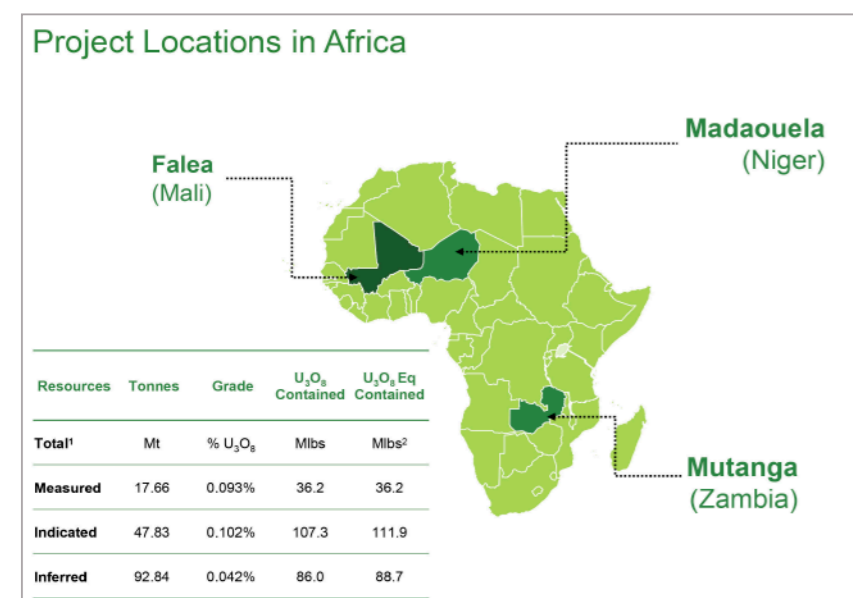 Project Locations in Africa
Madaouela
(Niger)
Falea
(Mali)
Resources Tonnes Grade U₃O₈ Contained U₃O₈ Eq Contained
Total¹ Mt % U₃O₈ Mlbs Mlbs²
Measured 17.66 0.093% 36.2 36.2
Indicated 47.83 0.102% 107.3 111.9
Inferred 92.84 0.042% 86.0 88.7
Mutanga
(Zambia)